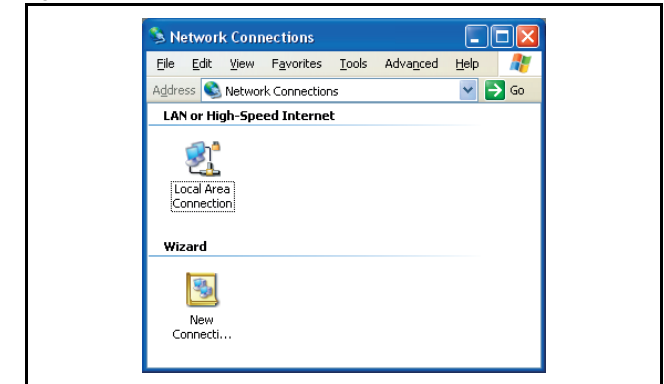 Network Connections
File Edit View Favorites Tools Advanced Help
Address Network Connections Go
LAN or High-Speed Internet
Local Area
Connection
Wizard
New
Connecti...